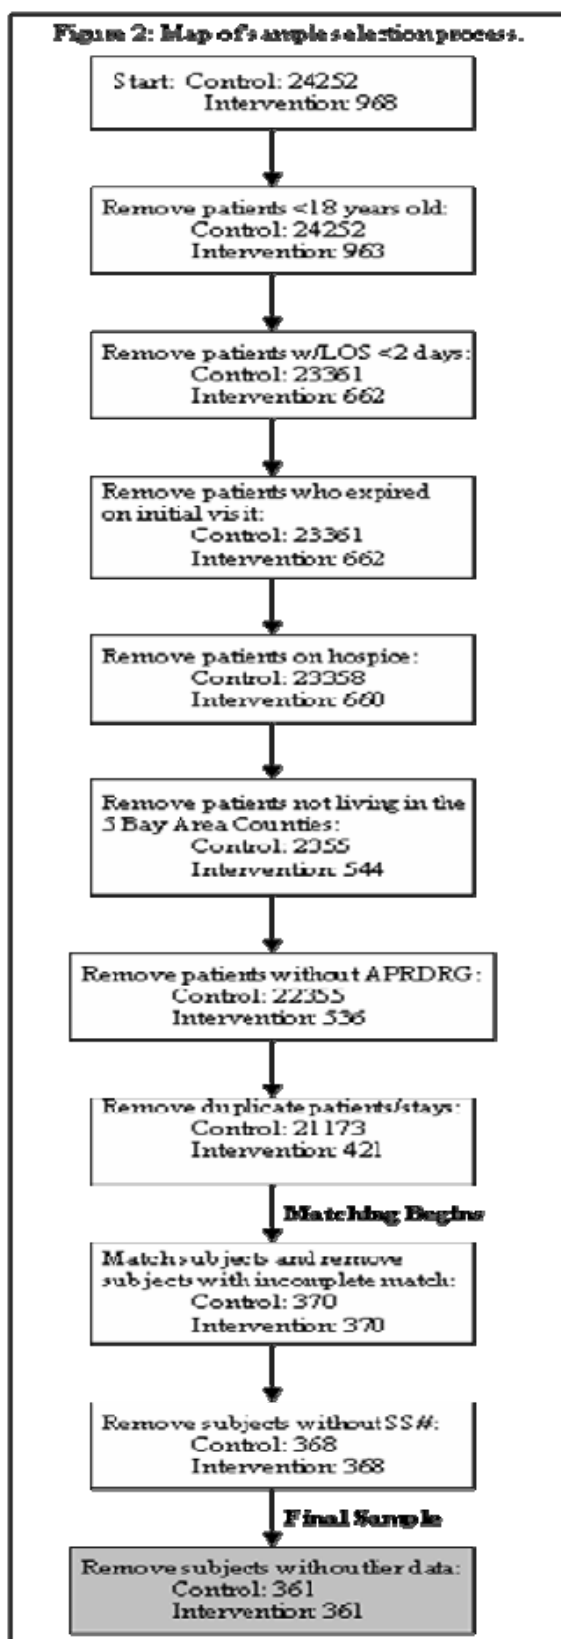 Figure 2: Map of sample selection process.
Start: Control: 24252
Intervention: 968
Remove patients <18 years old:
Control: 24252
Intervention: 963
Remove patients w/LOS <2 days:
Control: 23361
Intervention: 662
Remove patients who expired
on initial visit:
Control: 23361
Intervention: 662
Remove patients on hospice:
Control: 23358
Intervention: 660
Remove patients not living in the
5 Bay Area Counties:
Control: 2355
Intervention: 544
Remove patients without APRDRG:
Control: 22355
Intervention: 536
Remove duplicate patients/stays:
Control: 21173
Intervention: 421
Matching Begins
Match subjects and remove
subjects with incomplete match:
Control: 370
Intervention: 370
Remove subjects without SS#:
Control: 368
Intervention: 368
Final Sample
Remove subjects with outlier data:
Control: 361
Intervention: 361